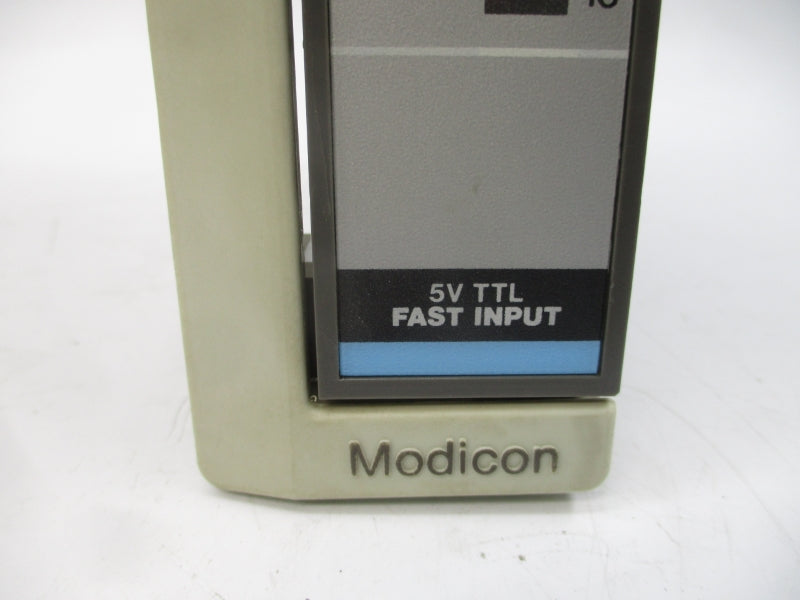 5V TTL
FAST INPUT
Modicon